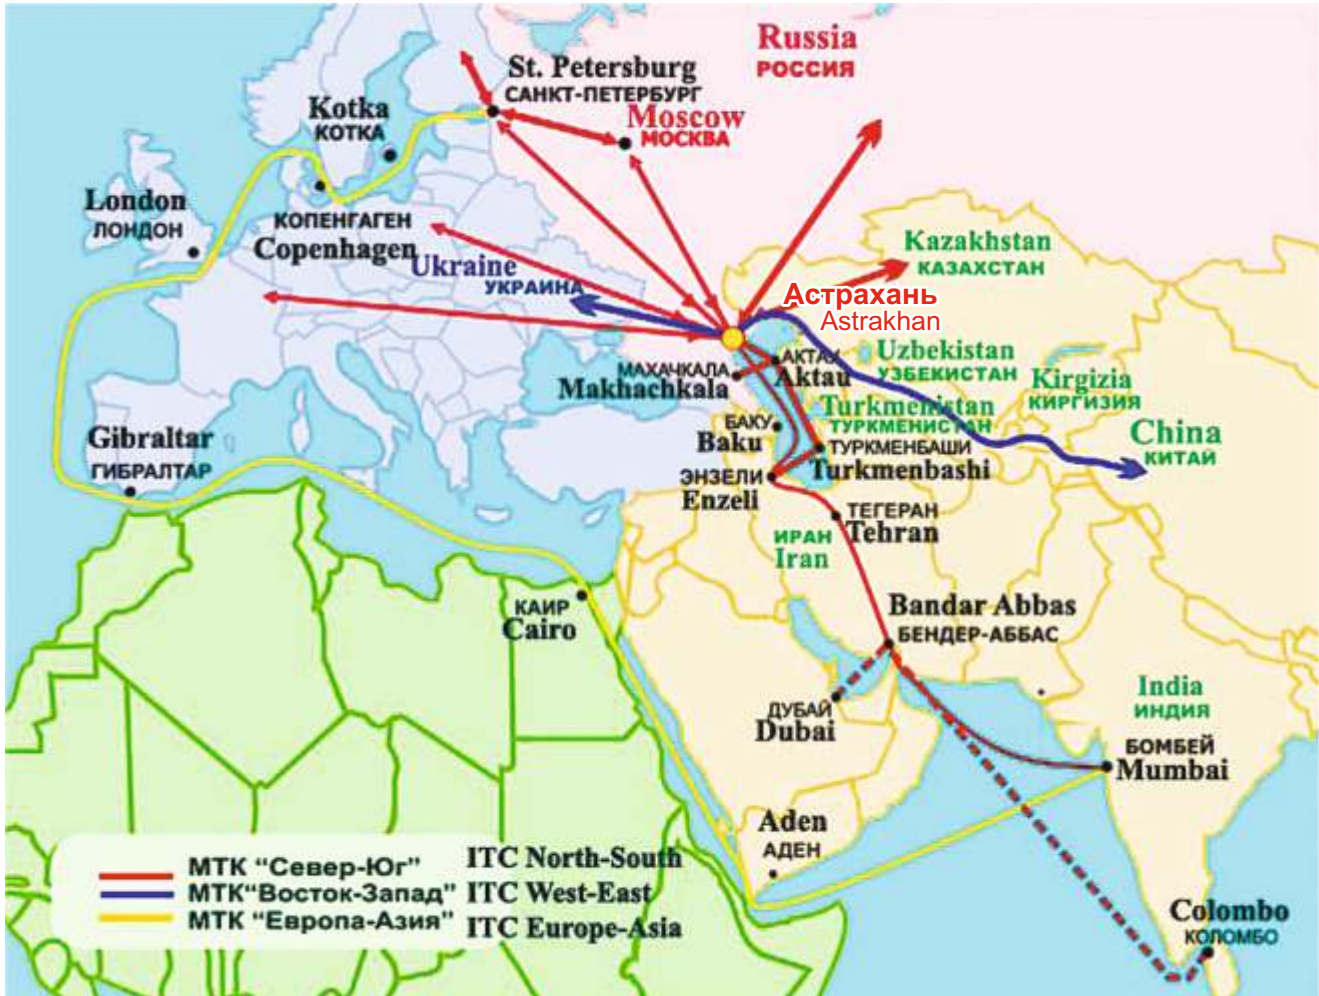 Russia
РОССИЯ
St. Petersburg
САНКТ-ПЕТЕРБУРГ
Kotka
КОТКА
Moscow
МОСКВА
London
ЛОНДОН
КОПЕНГАГЕН
Copenhagen
Ukraine
УКРАИНА
Kazakhstan
КАЗАХСТАН
Астрахань
Astrakhan
МАХАЧКАЛА
Makhachkala
АКТАУ
Aktau
Uzbekistan
УЗБЕКИСТАН
Kirgizia
КИРГИЗИЯ
Turkmenistan
ТУРКМЕНИСТАН
БАКУ
Baku
ТУРКМЕНБАШИ
Turkmenbashi
China
КИТАЙ
Gibraltar
ГИБРАЛТАР
ЭНЗЕЛИ
Enzeli
ТЕГЕРАН
Tehran
ИРАН
Iran
КАИР
Cairo
Bandar Abbas
БЕНДЕР-АББАС
India
ИНДИЯ
ДУБАЙ
Dubai
БОМБЕЙ
Mumbai
Aden
АДЕН
Colombo
КОЛОМБО
МТК “Север-Юг” ITC North-South
МТК“Восток-Запад” ITC West-East
МТК “Европа-Азия” ITC Europe-Asia